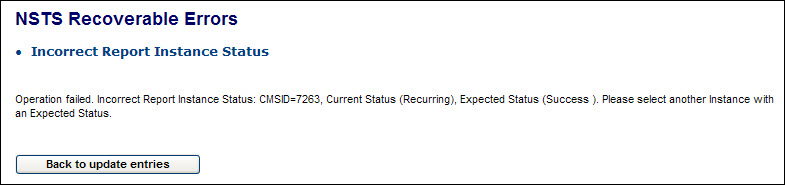 NSTS Recoverable Errors
• Incorrect Report Instance Status
Operation failed. Incorrect Report Instance Status: CMSID=7263, Current Status (Recurring), Expected Status (Success ). Please select another Instance with
an Expected Status.
Back to update entries